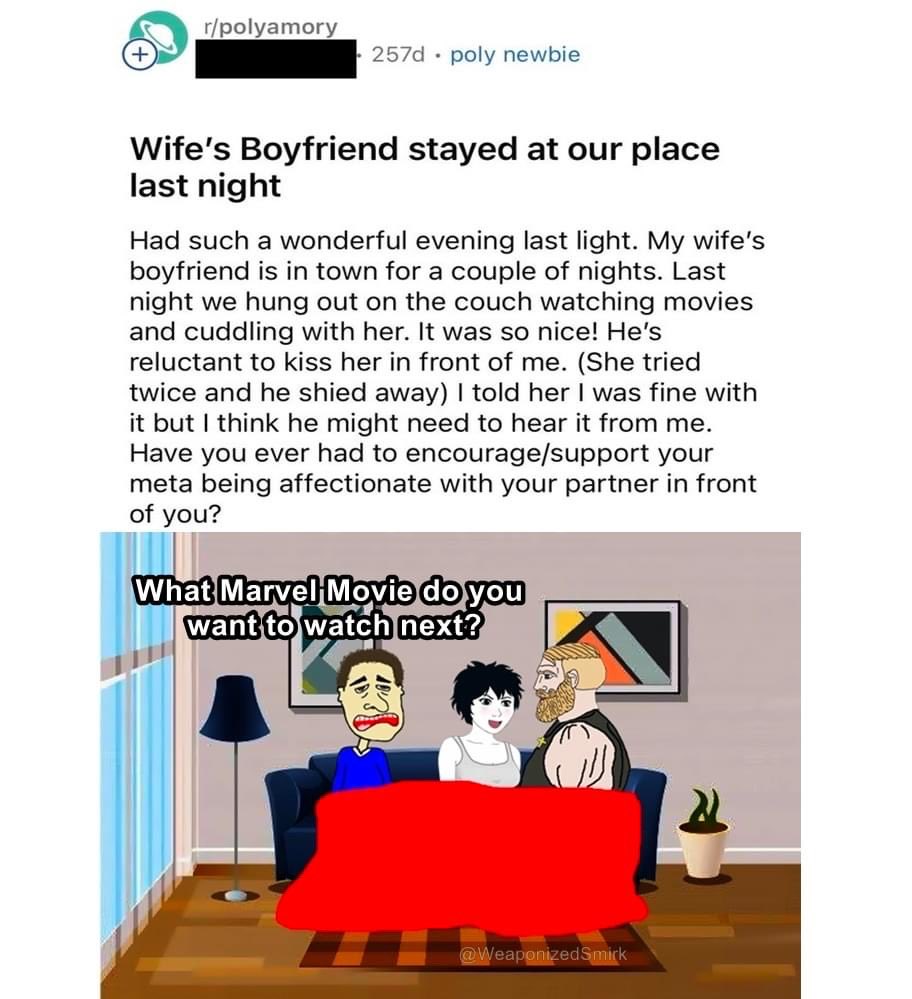 r/polyamory
• 257d • poly newbie
Wife's Boyfriend stayed at our place
last night
Had such a wonderful evening last light. My wife's
boyfriend is in town for a couple of nights. Last
night we hung out on the couch watching movies
and cuddling with her. It was so nice! He's
reluctant to kiss her in front of me. (She tried
twice and he shied away) I told her I was fine with
it but I think he might need to hear it from me.
Have you ever had to encourage/support your
meta being affectionate with your partner in front
of you?
What Marvel Movie do you
want to watch next?
@WeaponizedSmirk